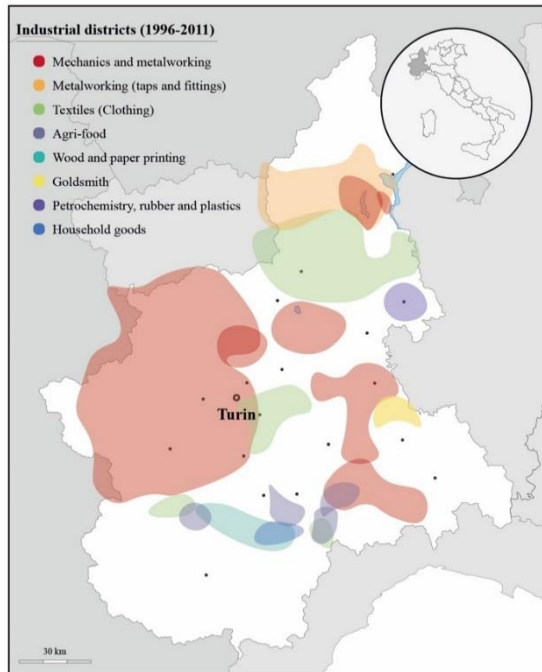 Industrial districts (1996-2011)
Mechanics and metalworking
Metalworking (taps and fittings)
Textiles (Clothing)
Agri-food
Wood and paper printing
Goldsmith
Petrochemistry, rubber and plastics
Household goods
Turin
30 km